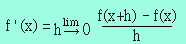 f '(x) = lim h→0 f(x+h) − f(x) / h